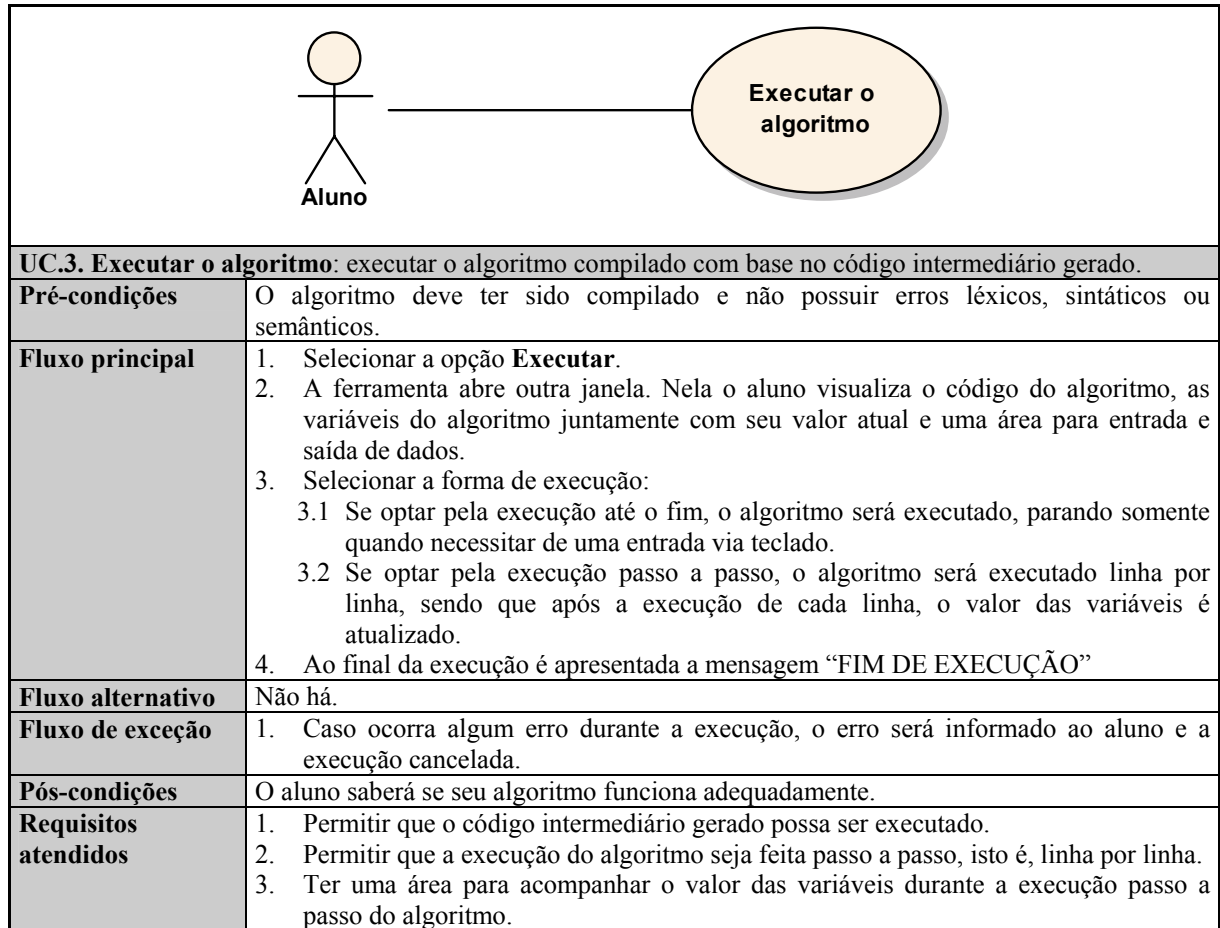 Executar o
algoritmo
Aluno
UC.3. Executar o algoritmo: executar o algoritmo compilado com base no código intermediário gerado.
Pré-condições
O algoritmo deve ter sido compilado e não possuir erros léxicos, sintáticos ou
semânticos.
Fluxo principal
1. Selecionar a opção Executar.
2. A ferramenta abre outra janela. Nela o aluno visualiza o código do algoritmo, as
variáveis do algoritmo juntamente com seu valor atual e uma área para entrada e
saída de dados.
3. Selecionar a forma de execução:
3.1 Se optar pela execução até o fim, o algoritmo será executado, parando somente
quando necessitar de uma entrada via teclado.
3.2 Se optar pela execução passo a passo, o algoritmo será executado linha por
linha, sendo que após a execução de cada linha, o valor das variáveis é
atualizado.
4. Ao final da execução é apresentada a mensagem “FIM DE EXECUÇÃO”
Fluxo alternativo
Não há.
Fluxo de exceção
1. Caso ocorra algum erro durante a execução, o erro será informado ao aluno e a
execução cancelada.
Pós-condições
O aluno saberá se seu algoritmo funciona adequadamente.
Requisitos
atendidos
1. Permitir que o código intermediário gerado possa ser executado.
2. Permitir que a execução do algoritmo seja feita passo a passo, isto é, linha por linha.
3. Ter uma área para acompanhar o valor das variáveis durante a execução passo a
passo do algoritmo.